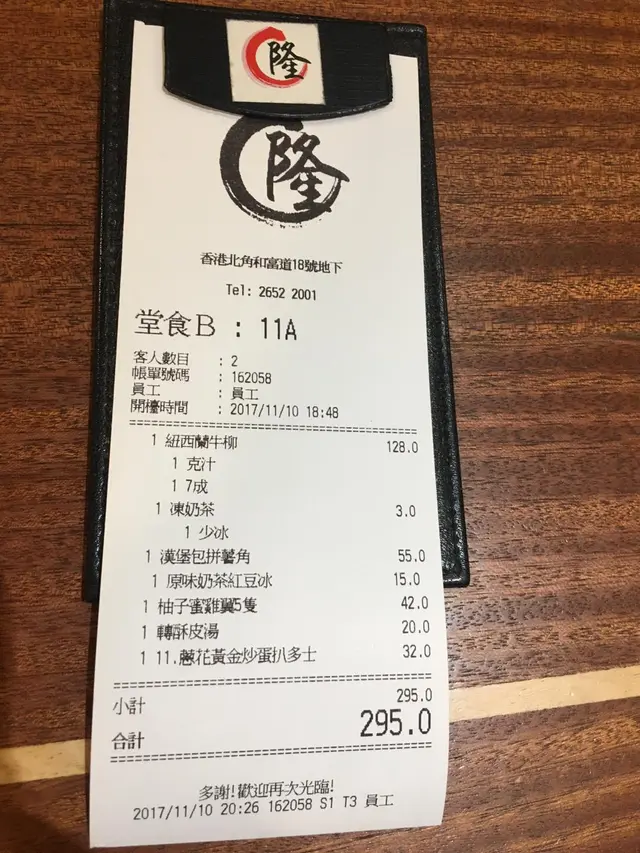 隆
隆
香港北角和富道18號地下
Tel: 2652 2001
堂食B : 11A
客人數目 : 2
帳單號碼 : 162058
員工 : 員工
開檯時間 : 2017/11/10 18:48
1 紐西蘭牛柳 128.0
1 克汁
1 7成
1 凍奶茶 3.0
1 少冰
1 漢堡包拼薯角 55.0
1 原味奶茶紅豆冰 15.0
1 柚子蜜雞翼5隻 42.0
1 轉酥皮湯 20.0
1 11.蔥花黃金炒蛋扒多士 32.0
小計 295.0
合計 295.0
多謝!歡迎再次光臨!
2017/11/10 20:26 162058 S1 T3 員工